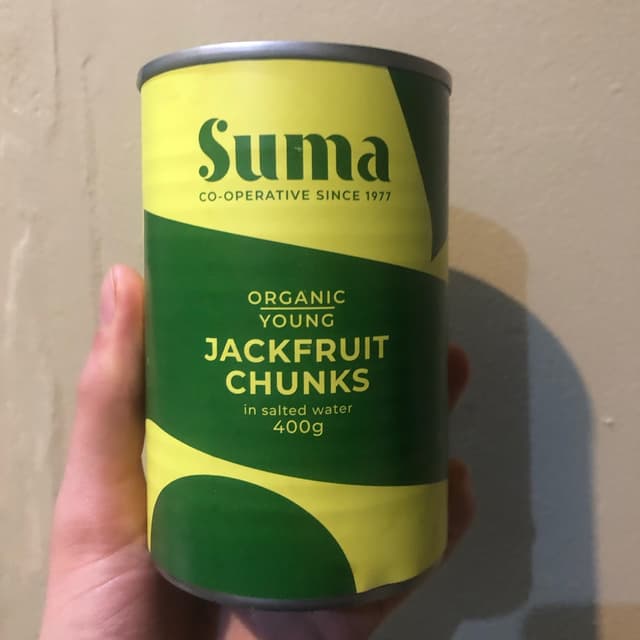 Suma
CO-OPERATIVE SINCE 1977
ORGANIC
YOUNG
JACKFRUIT
CHUNKS
in salted water
400g